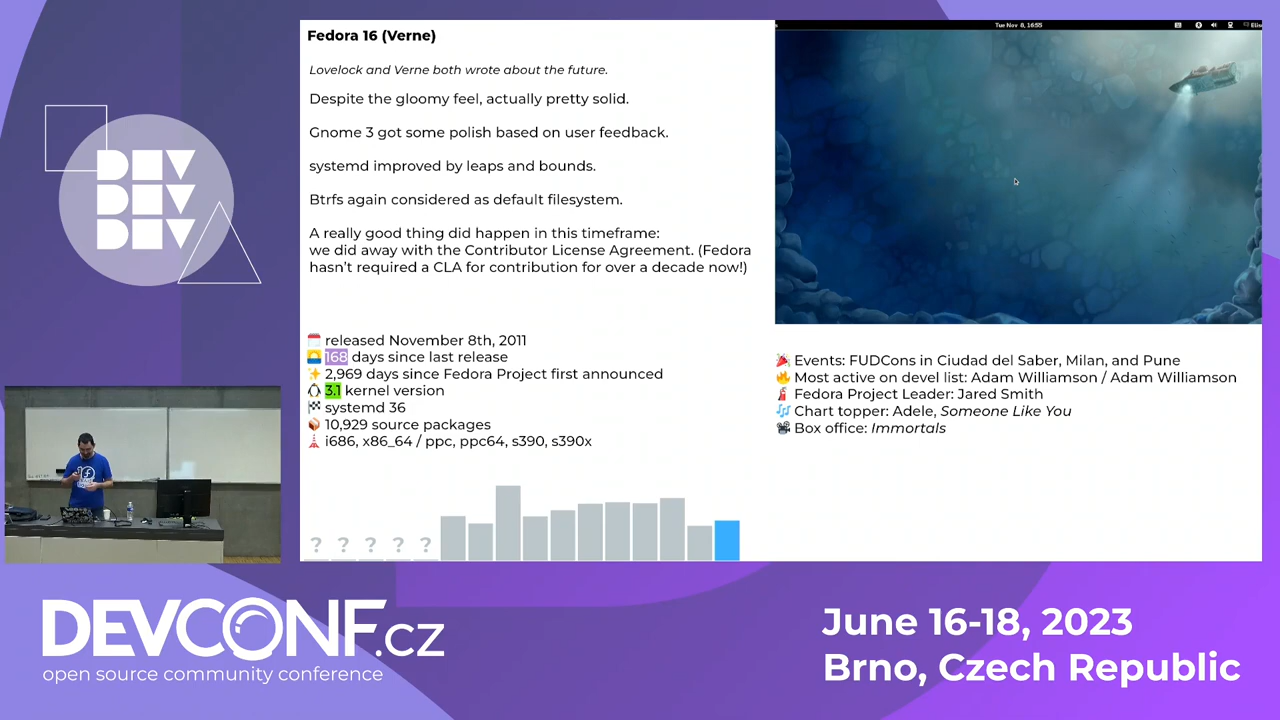 Fedora 16 (Verne)
Lovelock and Verne both wrote about the future.
Despite the gloomy feel, actually pretty solid.
Gnome 3 got some polish based on user feedback.
systemd improved by leaps and bounds.
Btrfs again considered as default filesystem.
A really good thing did happen in this timeframe:
we did away with the Contributor License Agreement. (Fedora
hasn't required a CLA for contribution for over a decade now!)
released November 8th, 2011
168 days since last release
2,969 days since Fedora Project first announced
3.1 kernel version
systemd 36
10,929 source packages
i686, x86_64 / ppc, ppc64, s390, s390x
? ? ? ? ?
Tue Nov 8, 16:55
Elis
Events: FUDCons in Ciudad del Saber, Milan, and Pune
Most active on devel list: Adam Williamson / Adam Williamson
Fedora Project Leader: Jared Smith
Chart topper: Adele, Someone Like You
Box office: Immortals
DEV
DEV
DEV
DEVCONF.cz
open source community conference
June 16-18, 2023
Brno, Czech Republic